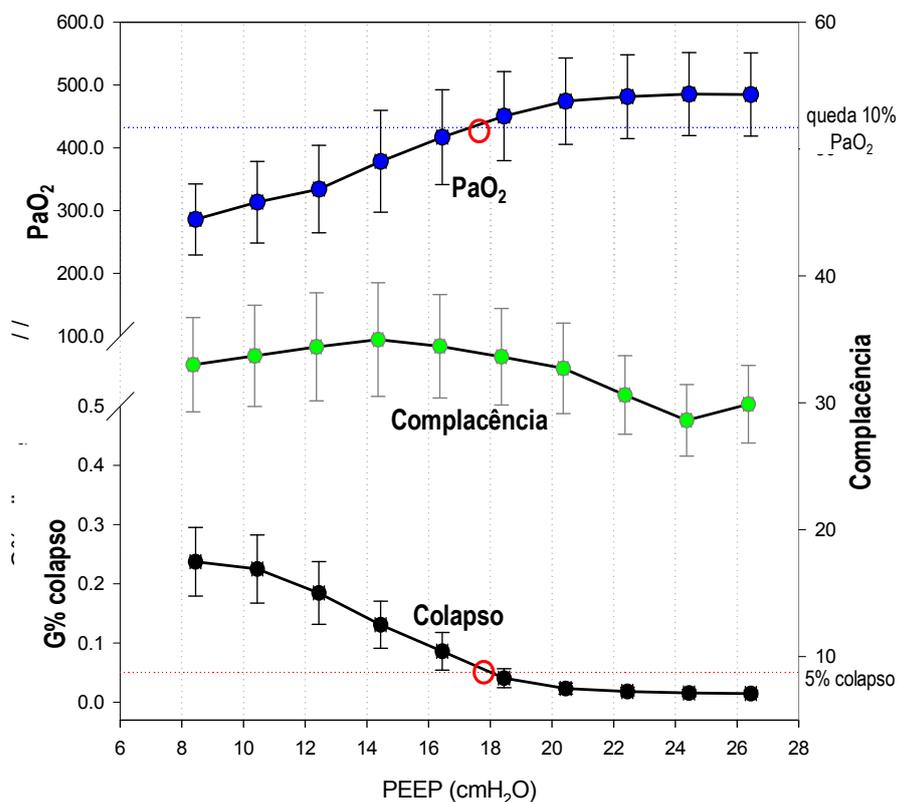 600.0
500.0
400.0
300.0
200.0
100.0
0.5
0.4
0.3
0.2
0.1
0.0
PaO₂
G% colapso
/ /
60
40
30
20
10
Complacência
queda 10%
PaO₂
5% colapso
PaO₂
Complacência
Colapso
6 8 10 12 14 16 18 20 22 24 26 28
PEEP (cmH₂O)